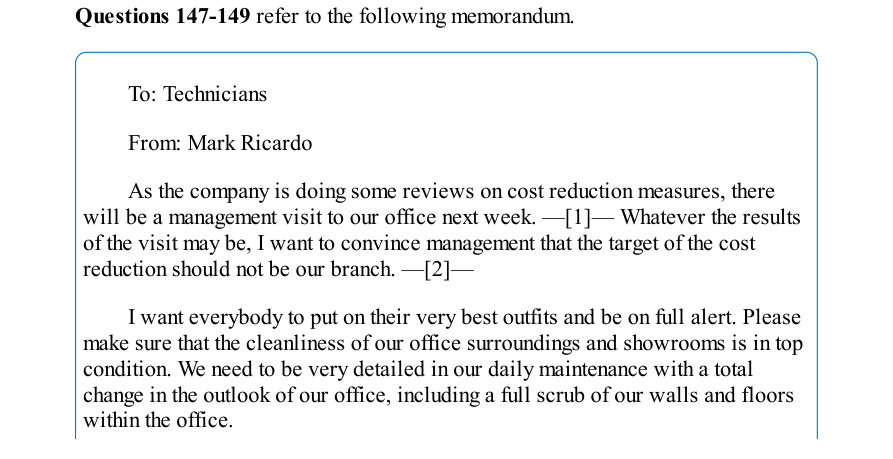 Questions 147-149 refer to the following memorandum.
To: Technicians
From: Mark Ricardo
As the company is doing some reviews on cost reduction measures, there
will be a management visit to our office next week. —[1]— Whatever the results
of the visit may be, I want to convince management that the target of the cost
reduction should not be our branch. —[2]—
I want everybody to put on their very best outfits and be on full alert. Please
make sure that the cleanliness of our office surroundings and showrooms is in top
condition. We need to be very detailed in our daily maintenance with a total
change in the outlook of our office, including a full scrub of our walls and floors
within the office.